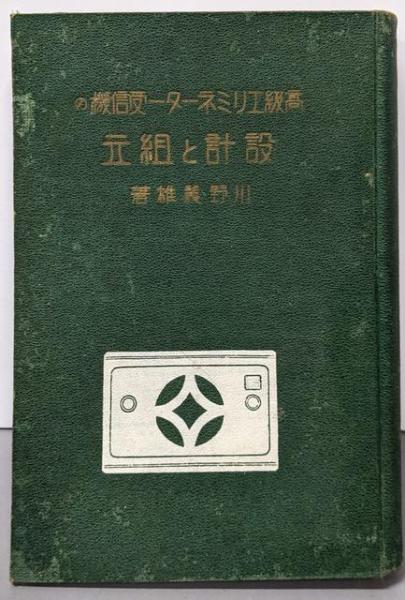 高級エリミネーター受信機の
設計と組立
川野義雄著